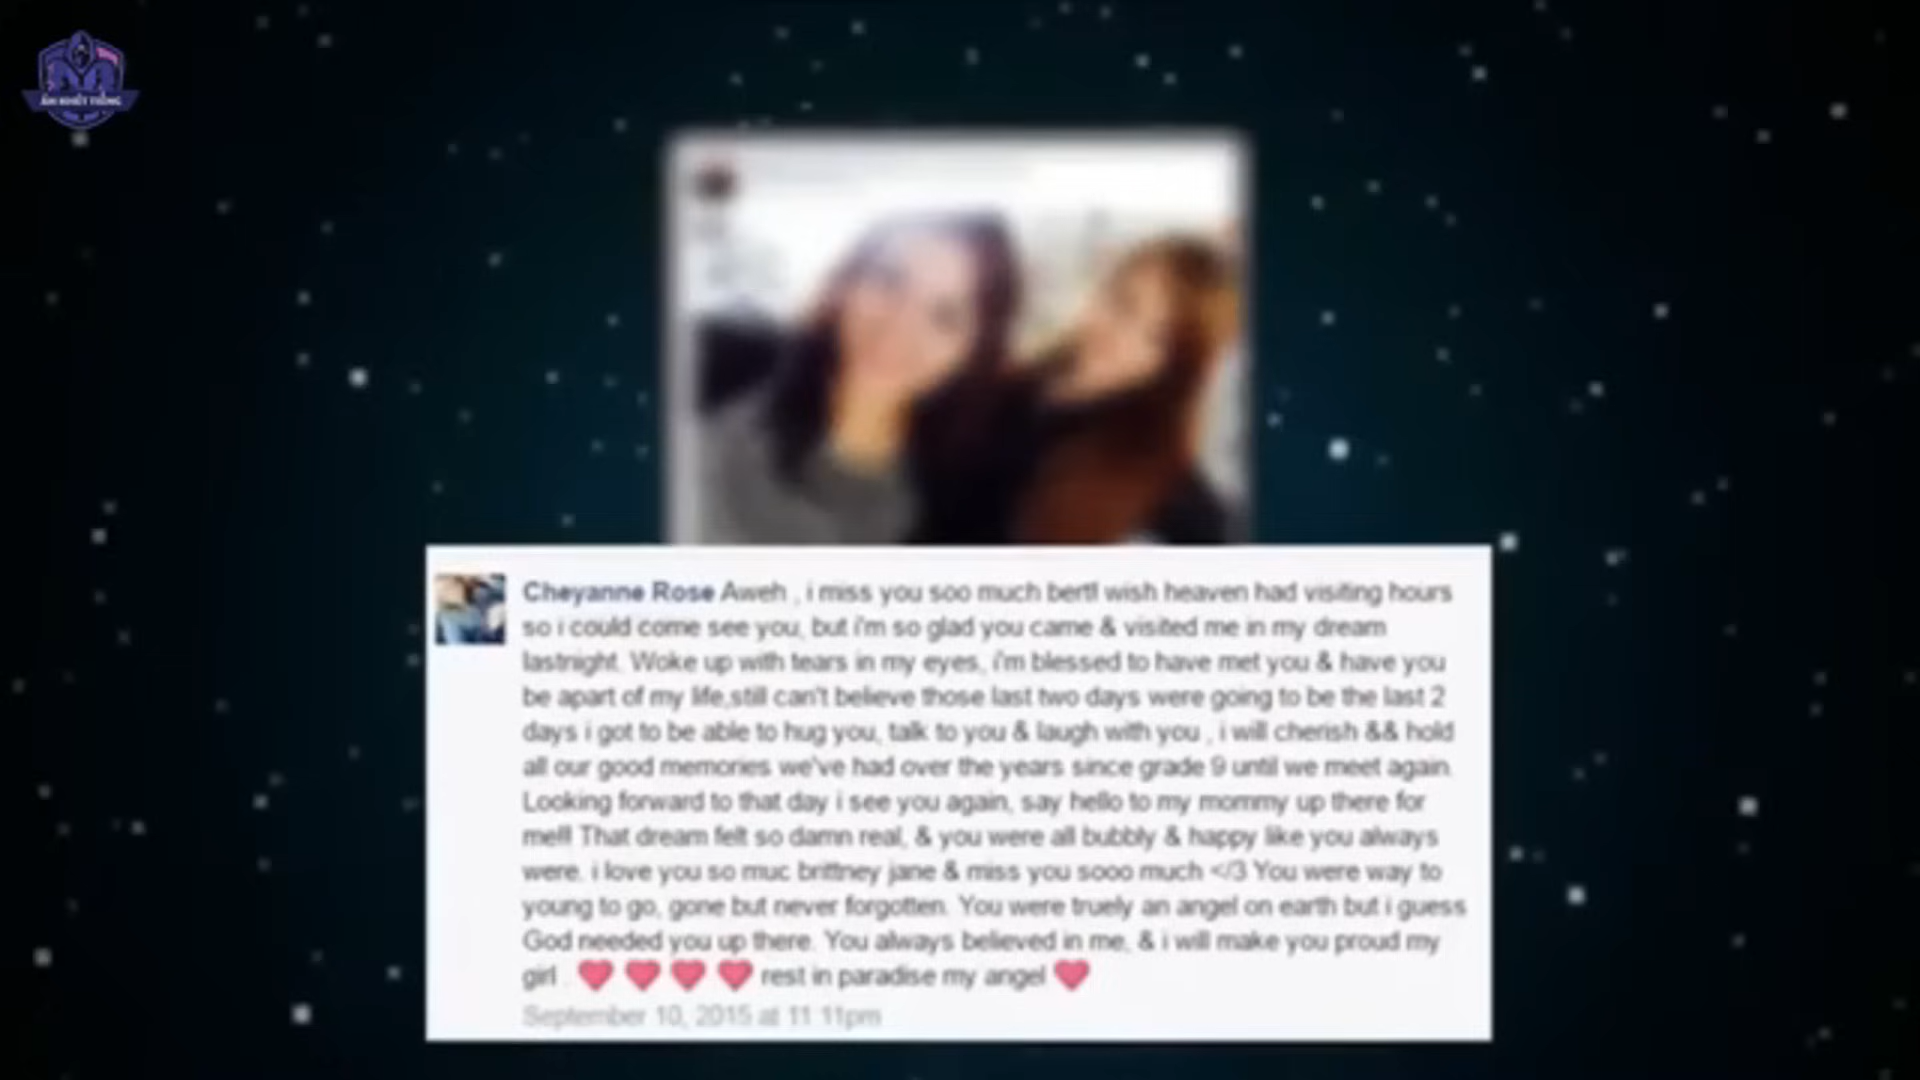 ẨM KHIẾT TIỂNG
Cheyanne Rose Aweh , i miss you soo much bert!I wish heaven had visiting hours
so i could come see you, but i'm so glad you came & visited me in my dream
lastnight. Woke up with tears in my eyes, i'm blessed to have met you & have you
be apart of my life,still can't believe those last two days were going to be the last 2
days i got to be able to hug you, talk to you & laugh with you , i will cherish && hold
all our good memories we've had over the years since grade 9 until we meet again.
Looking forward to that day i see you again, say hello to my mommy up there for
me!! That dream felt so damn real, & you were all bubbly & happy like you always
were. i love you so muc brittney jane & miss you sooo much </3 You were way to
young to go, gone but never forgotten. You were truely an angel on earth but i guess
God needed you up there. You always believed in me, & i will make you proud my
girl . ❤❤❤❤ rest in paradise my angel ❤
September 10, 2015 at 11:11pm